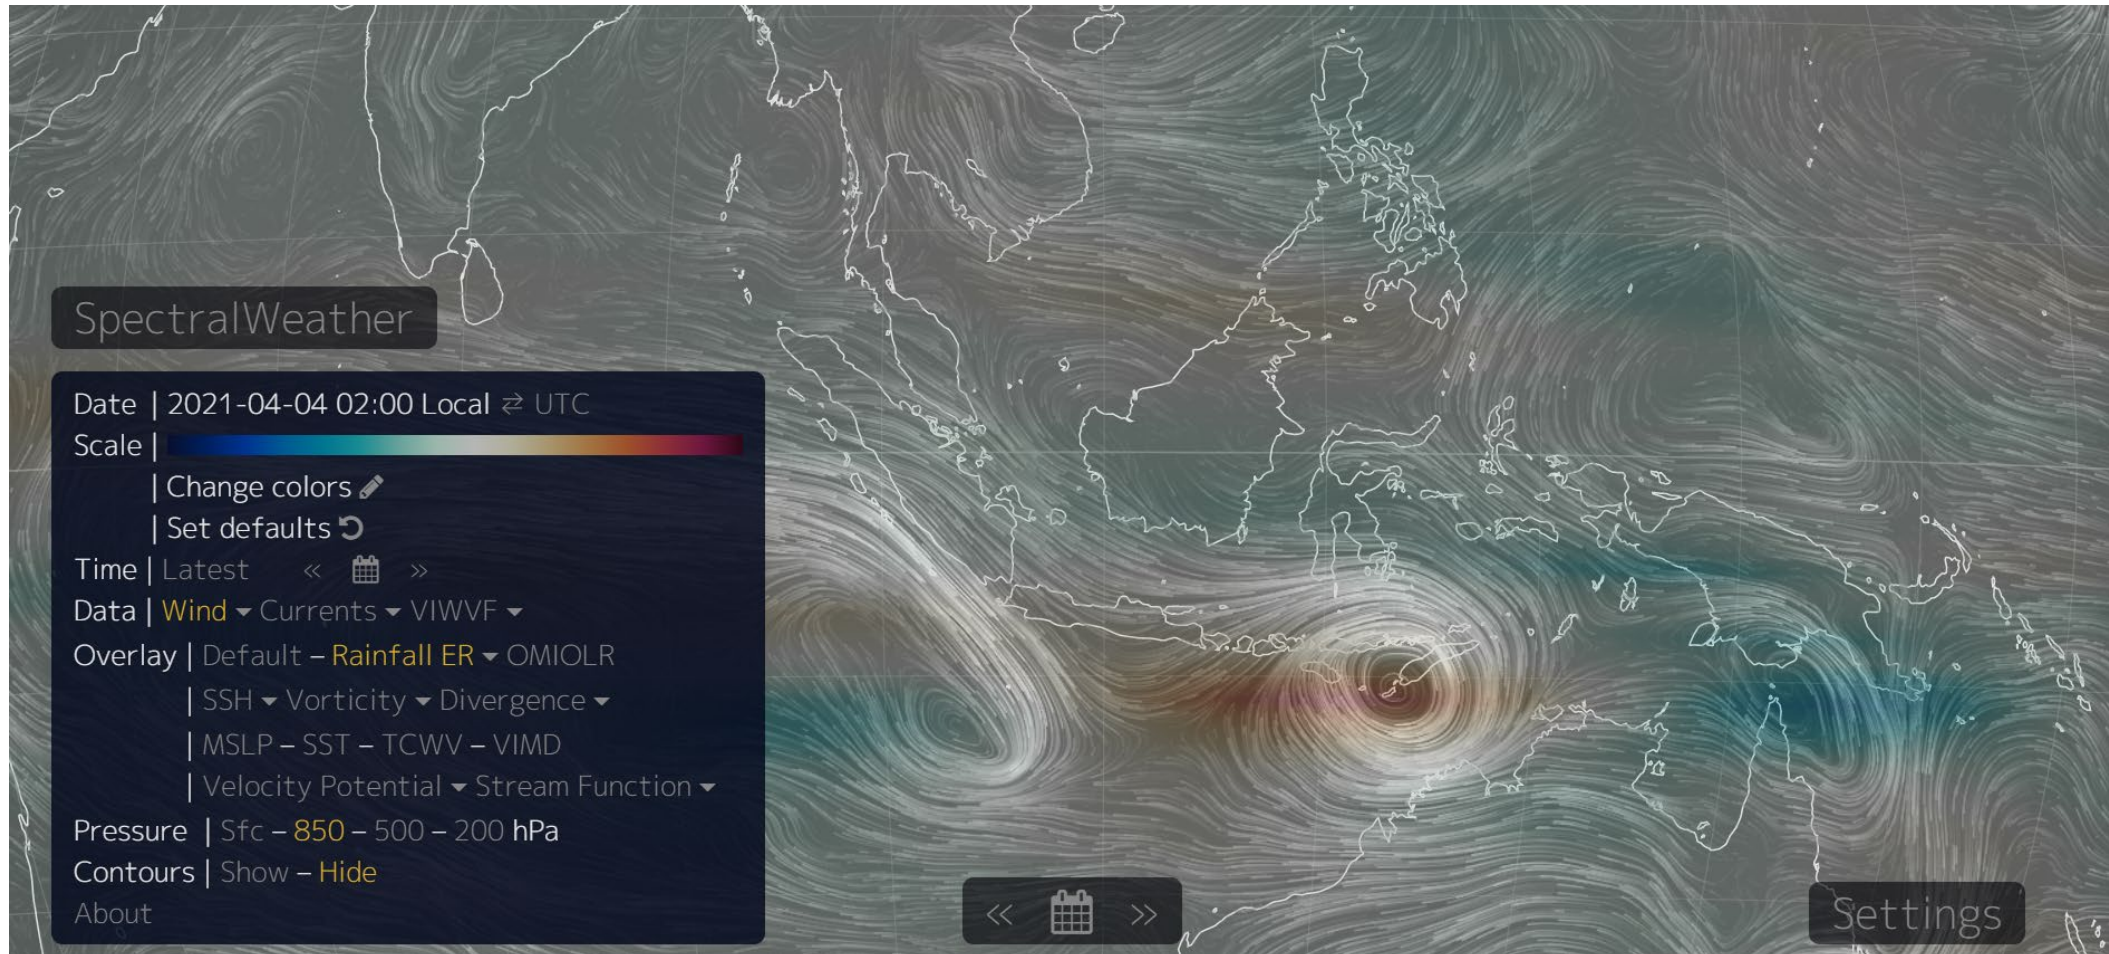 SpectralWeather
Date | 2021-04-04 02:00 Local ⇄ UTC
Scale |
| Change colors
| Set defaults
Time | Latest « »
Data | Wind ▾ Currents ▾ VIWVF ▾
Overlay | Default – Rainfall ER ▾ OMIOLR
| SSH ▾ Vorticity ▾ Divergence ▾
| MSLP – SST – TCWV – VIMD
| Velocity Potential ▾ Stream Function ▾
Pressure | Sfc – 850 – 500 – 200 hPa
Contours | Show – Hide
About
« »
Settings